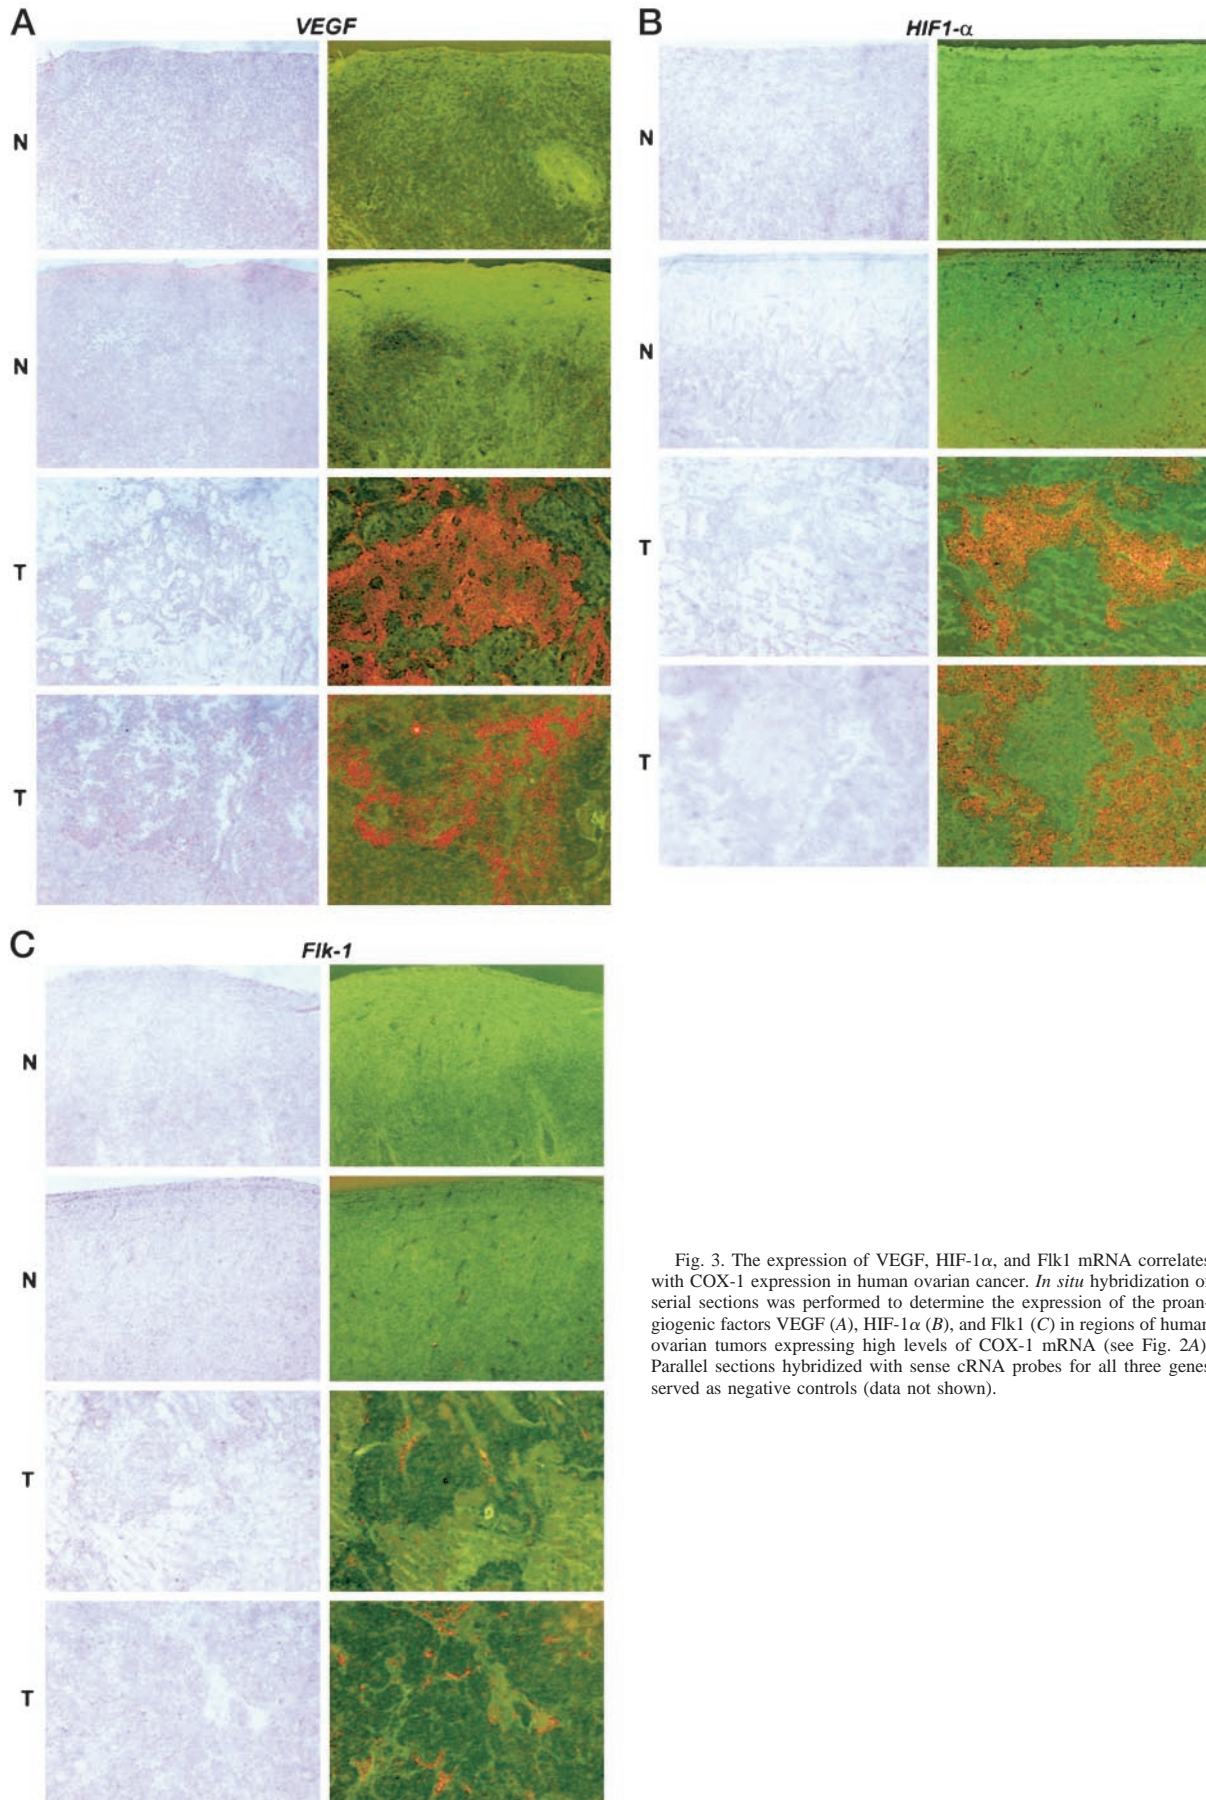 A
VEGF
N
N
T
T
B
HIF1-α
N
N
T
T
C
Flk-1
N
N
T
T
Fig. 3. The expression of VEGF, HIF-1α, and Flk1 mRNA correlates
with COX-1 expression in human ovarian cancer. In situ hybridization of
serial sections was performed to determine the expression of the proan-
giogenic factors VEGF (A), HIF-1α (B), and Flk1 (C) in regions of human
ovarian tumors expressing high levels of COX-1 mRNA (see Fig. 2A)
Parallel sections hybridized with sense cRNA probes for all three genes
served as negative controls (data not shown).